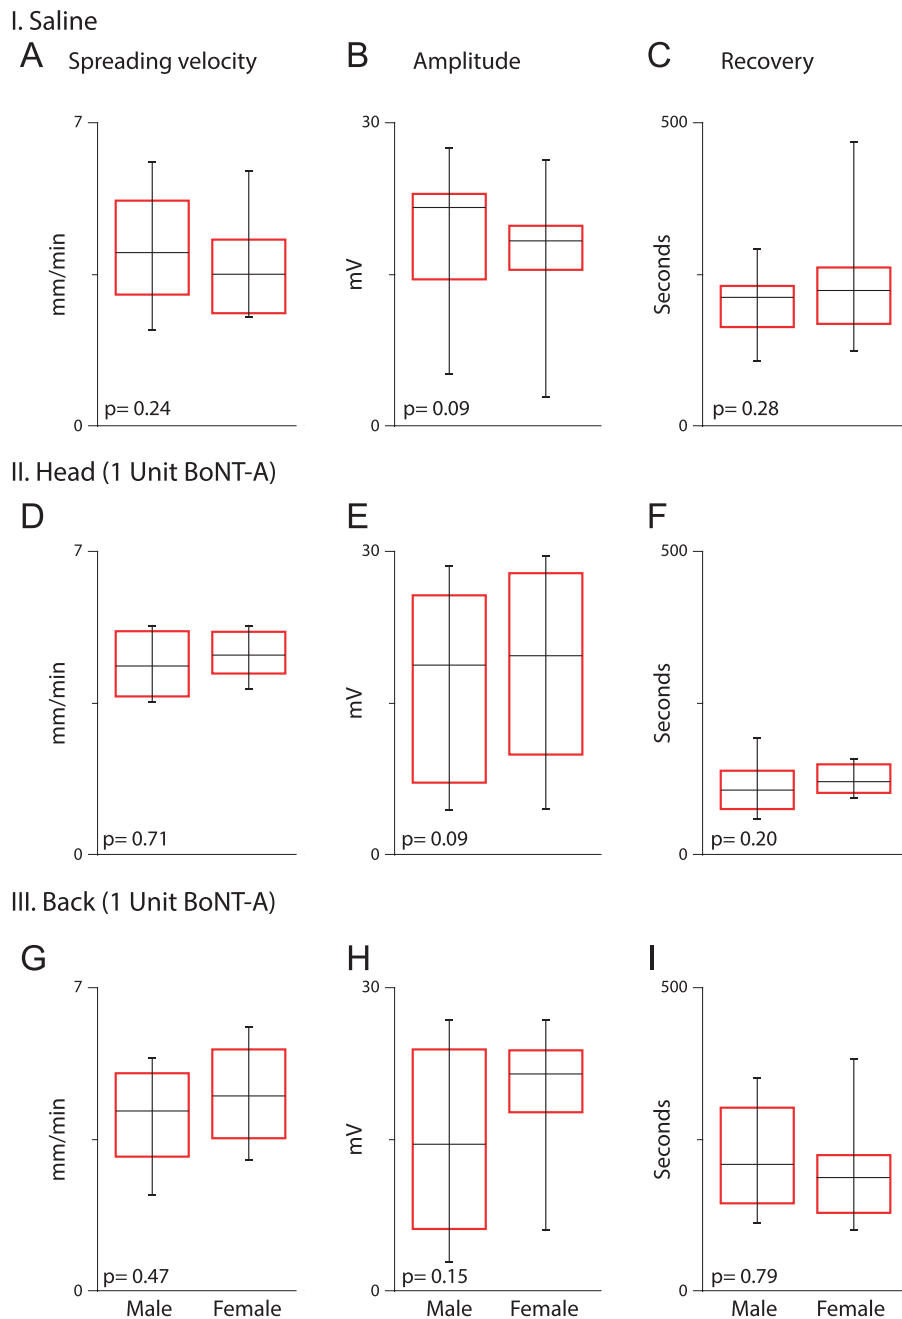 I. Saline
A Spreading velocity B Amplitude C Recovery
7 30 500
mm/min mV Seconds
p= 0.24 p= 0.09 p= 0.28
0 0 0
II. Head (1 Unit BoNT-A)
D E F
7 30 500
mm/min mV Seconds
p= 0.71 p= 0.09 p= 0.20
0 0 0
III. Back (1 Unit BoNT-A)
G H I
7 30 500
mm/min mV Seconds
p= 0.47 p= 0.15 p= 0.79
0 0 0
Male Female Male Female Male Female